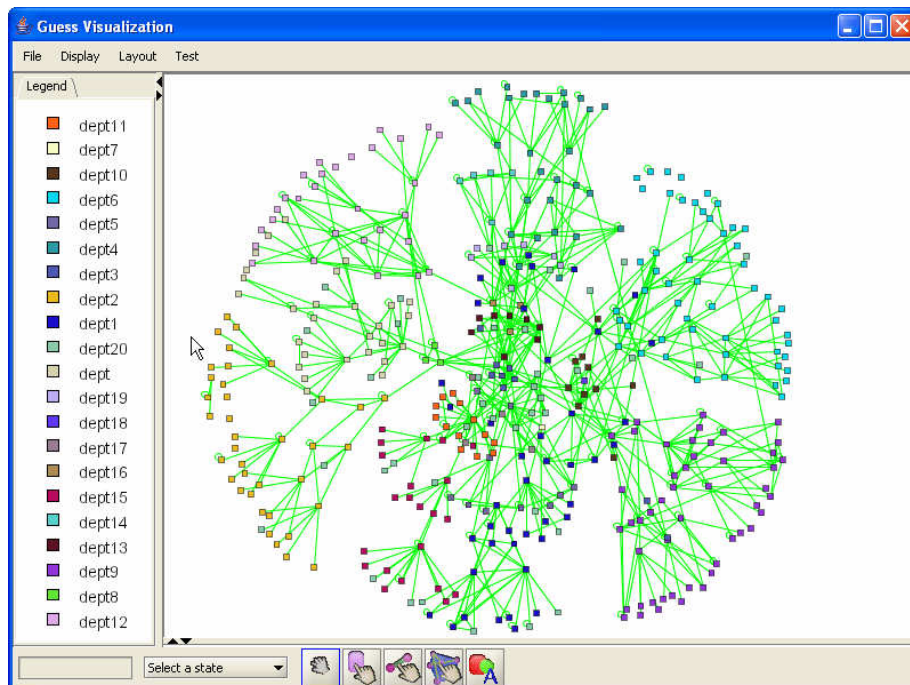 Guess Visualization
File Display Layout Test
Legend
dept11
dept7
dept10
dept6
dept5
dept4
dept3
dept2
dept1
dept20
dept
dept19
dept18
dept17
dept16
dept15
dept14
dept13
dept9
dept8
dept12
Select a state
A